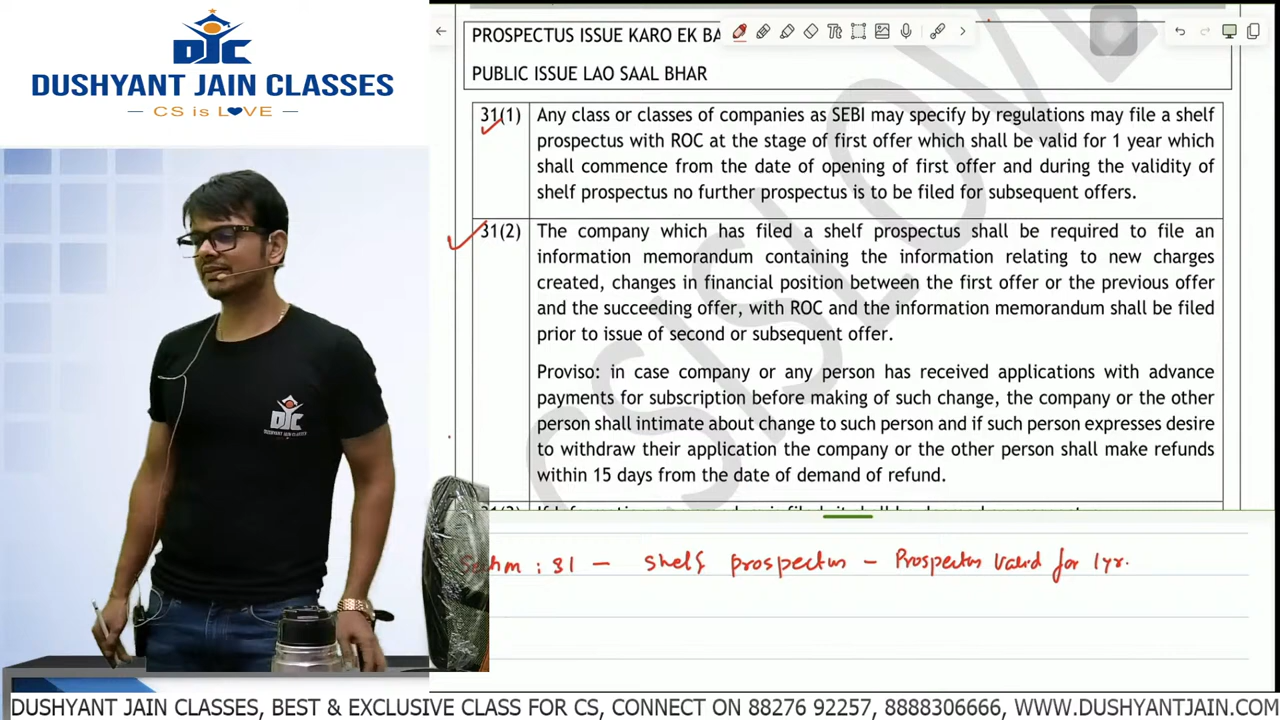 DJC
DUSHYANT JAIN CLASSES
CS is LOVE
PROSPECTUS ISSUE KARO EK BA
PUBLIC ISSUE LAO SAAL BHAR
31(1) Any class or classes of companies as SEBI may specify by regulations may file a shelf
prospectus with ROC at the stage of first offer which shall be valid for 1 year which
shall commence from the date of opening of first offer and during the validity of
shelf prospectus no further prospectus is to be filed for subsequent offers.
31(2) The company which has filed a shelf prospectus shall be required to file an
information memorandum containing the information relating to new charges
created, changes in financial position between the first offer or the previous offer
and the succeeding offer, with ROC and the information memorandum shall be filed
prior to issue of second or subsequent offer.
Proviso: in case company or any person has received applications with advance
payments for subscription before making of such change, the company or the other
person shall intimate about change to such person and if such person expresses desire
to withdraw their application the company or the other person shall make refunds
within 15 days from the date of demand of refund.
: 31 - Shelf prospectus - Prospectus Valid for 1yr.
DJC
DUSHYANT JAIN CLASSES
DUSHYANT JAIN CLASSES, BEST & EXCLUSIVE CLASS FOR CS, CONNECT ON 88276 92257, 8888306666, WWW.DUSHYANTJAIN.COM